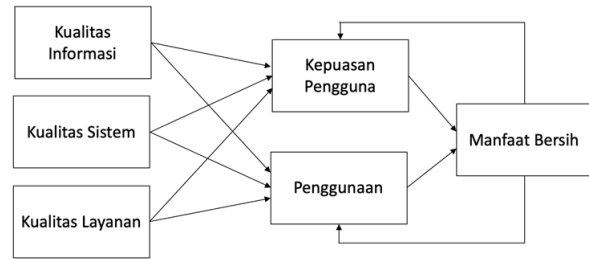 Kualitas
Informasi
Kepuasan
Pengguna
Kualitas Sistem
Manfaat Bersih
Penggunaan
Kualitas Layanan